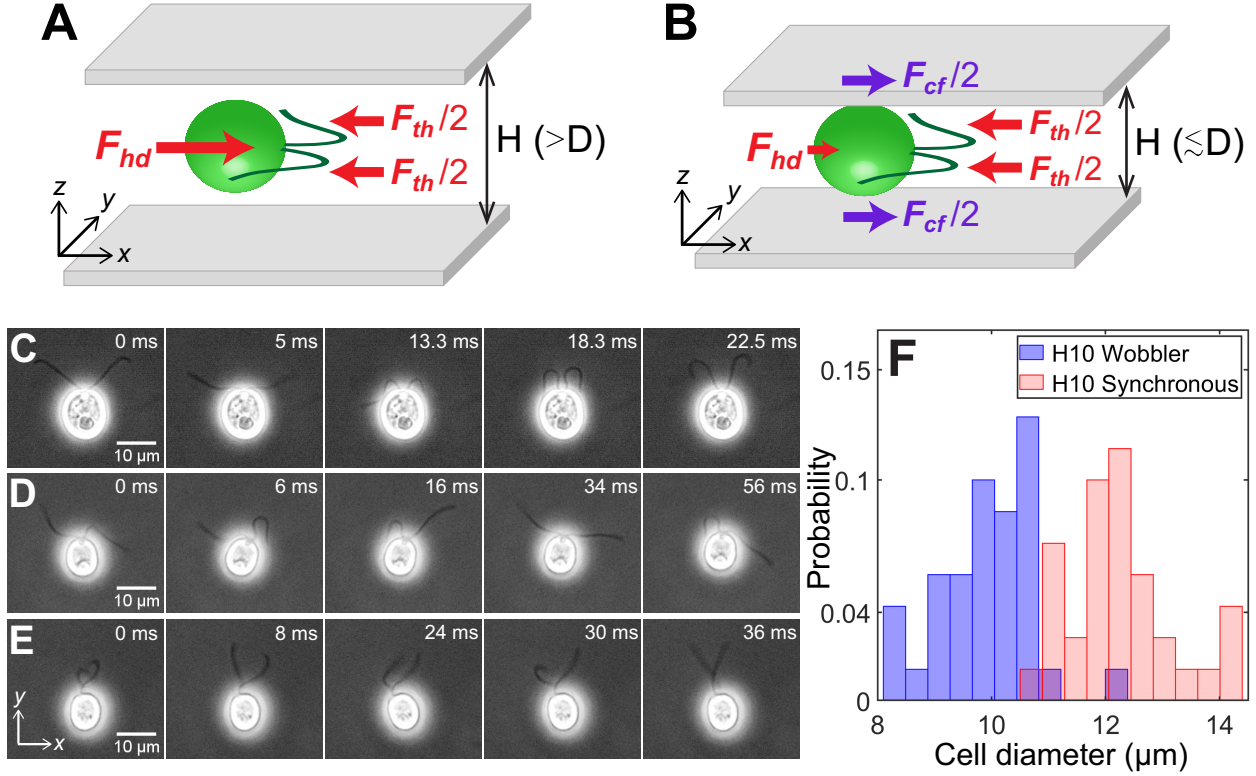 A
F_th/2
F_hd
F_th/2
H (>D)
z
y
x
B
F_cf/2
F_th/2
F_hd
F_th/2
H (≲D)
F_cf/2
z
y
x
C
0 ms
5 ms
13.3 ms
18.3 ms
22.5 ms
10 µm
D
0 ms
6 ms
16 ms
34 ms
56 ms
10 µm
E
0 ms
8 ms
24 ms
30 ms
36 ms
y
x
10 µm
F
H10 Wobbler
H10 Synchronous
Probability
0.15
0.1
0.04
0
8
10
12
14
Cell diameter (µm)